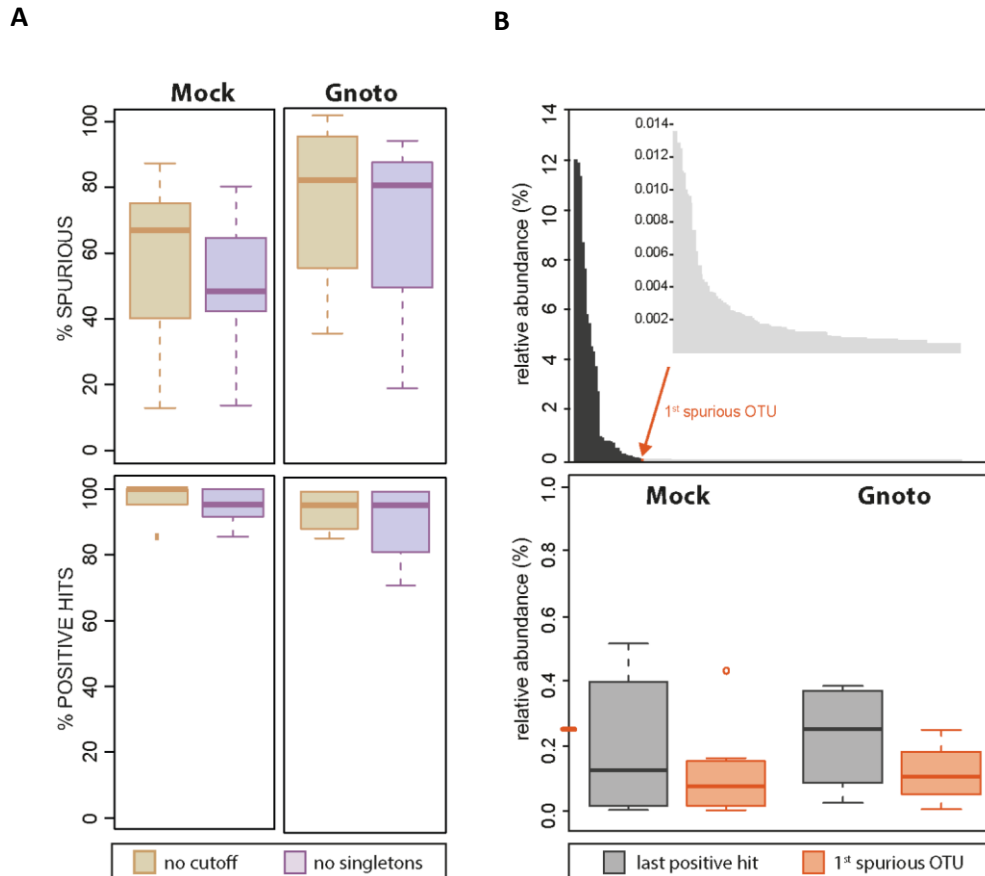 A
Mock
Gnoto
% SPURIOUS
100
80
60
40
20
0
% POSITIVE HITS
100
80
60
40
20
0
no cutoff
no singletons
B
relative abundance (%)
14
12
10
8
6
4
2
0
0.014
0.012
0.010
0.008
0.006
0.004
0.002
1st spurious OTU
Mock
Gnoto
relative abundance (%)
1.0
0.8
0.6
0.4
0.2
0.0
last positive hit
1st spurious OTU